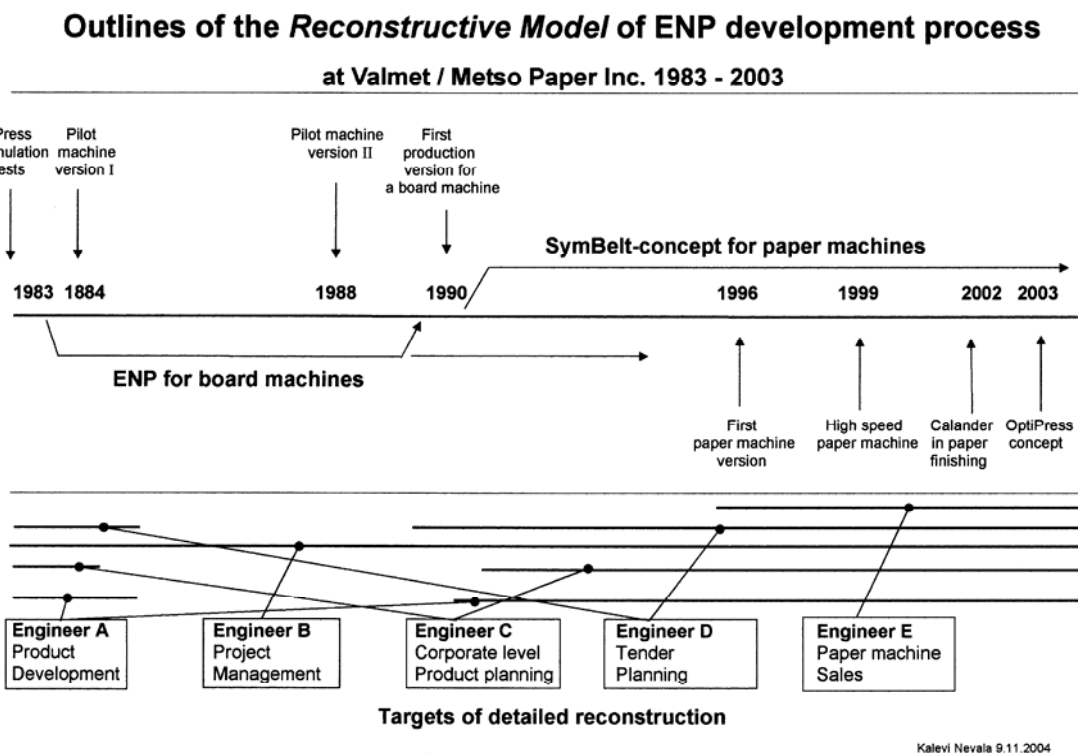 Outlines of the Reconstructive Model of ENP development process
at Valmet / Metso Paper Inc. 1983 - 2003
Press
mulation
ests
Pilot
machine
version I
Pilot machine
version II
First
production
version for
a board machine
SymBelt-concept for paper machines
1983 1884 1988 1990 1996 1999 2002 2003
ENP for board machines
First
paper machine
version
High speed
paper machine
Calander
in paper
finishing
OptiPress
concept
Engineer A
Product
Development
Engineer B
Project
Management
Engineer C
Corporate level
Product planning
Engineer D
Tender
Planning
Engineer E
Paper machine
Sales
Targets of detailed reconstruction
Kalevi Nevala 9.11.2004